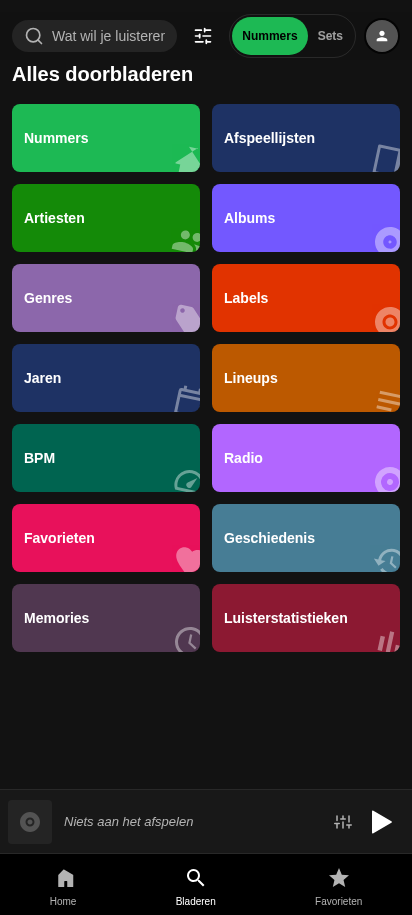 Wat wil je luisterer
Nummers
Sets
Alles doorbladeren
Nummers
Afspeellijsten
Artiesten
Albums
Genres
Labels
Jaren
Lineups
BPM
Radio
Favorieten
Geschiedenis
Memories
Luisterstatistieken
Niets aan het afspelen
Home
Bladeren
Favorieten